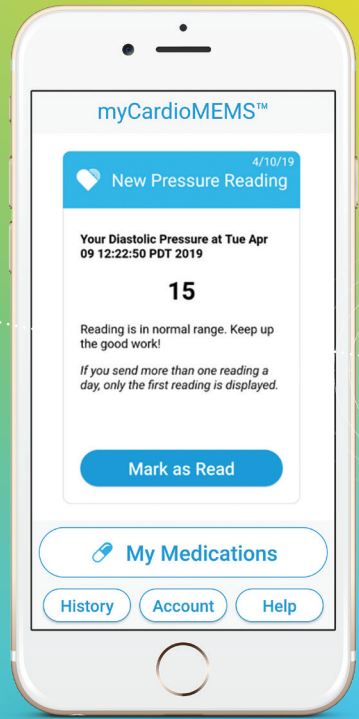 myCardioMEMS™
4/10/19
New Pressure Reading
Your Diastolic Pressure at Tue Apr
09 12:22:50 PDT 2019
15
Reading is in normal range. Keep up
the good work!
If you send more than one reading a
day, only the first reading is displayed.
Mark as Read
My Medications
History Account Help